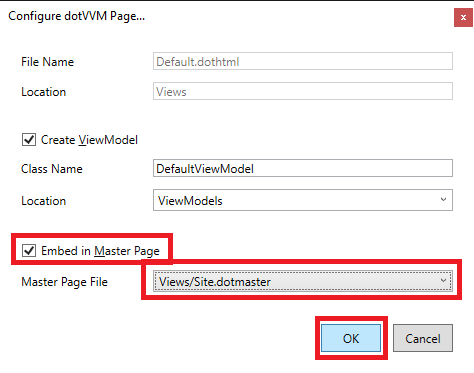 Configure dotVVM Page...
x
File Name Default.dothtml
Location Views
Create ViewModel
Class Name DefaultViewModel
Location ViewModels
Embed in Master Page
Master Page File Views/Site.dotmaster
OK Cancel